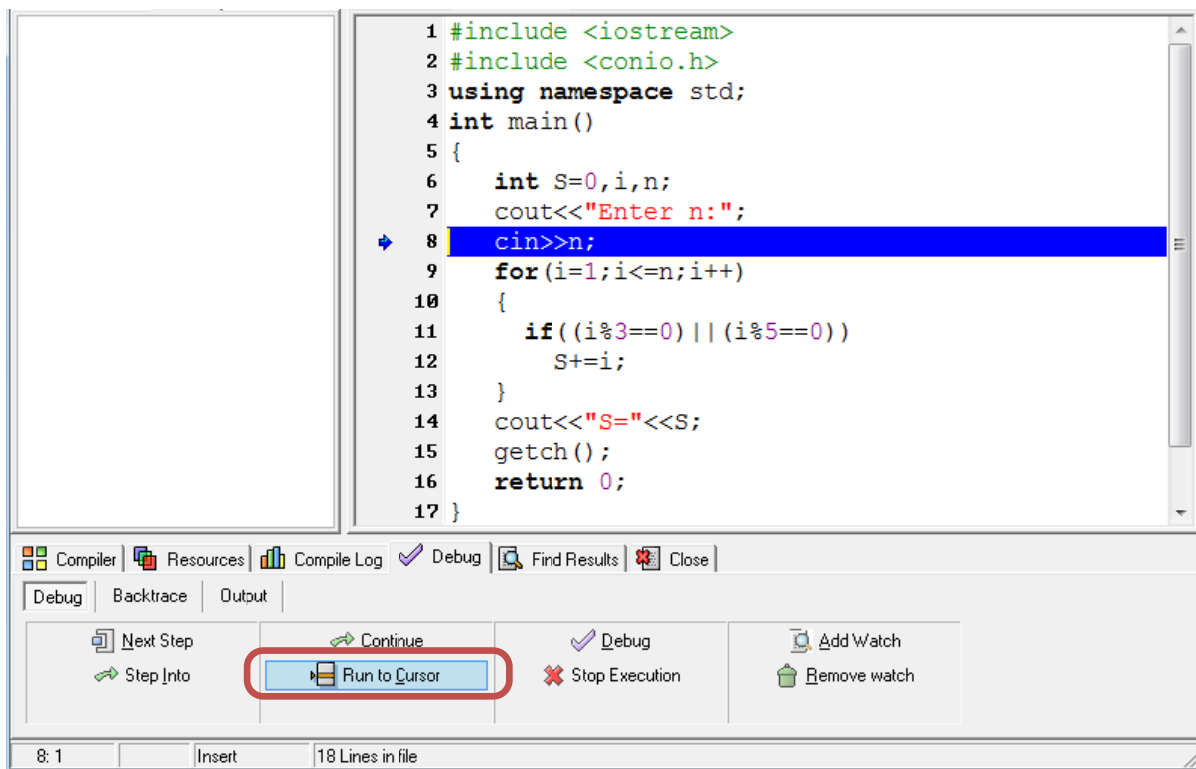 1 #include <iostream>
2 #include <conio.h>
3 using namespace std;
4 int main()
5 {
6 int S=0,i,n;
7 cout<<"Enter n:";
8 cin>>n;
9 for(i=1;i<=n;i++)
10 {
11 if((i%3==0)||(i%5==0))
12 S+=i;
13 }
14 cout<<"S="<<S;
15 getch();
16 return 0;
17 }
Compiler Resources Compile Log Debug Find Results Close
Debug Backtrace Output
Next Step Continue Debug Add Watch
Step Into Run to Cursor Stop Execution Remove watch
8: 1 Insert 18 Lines in file